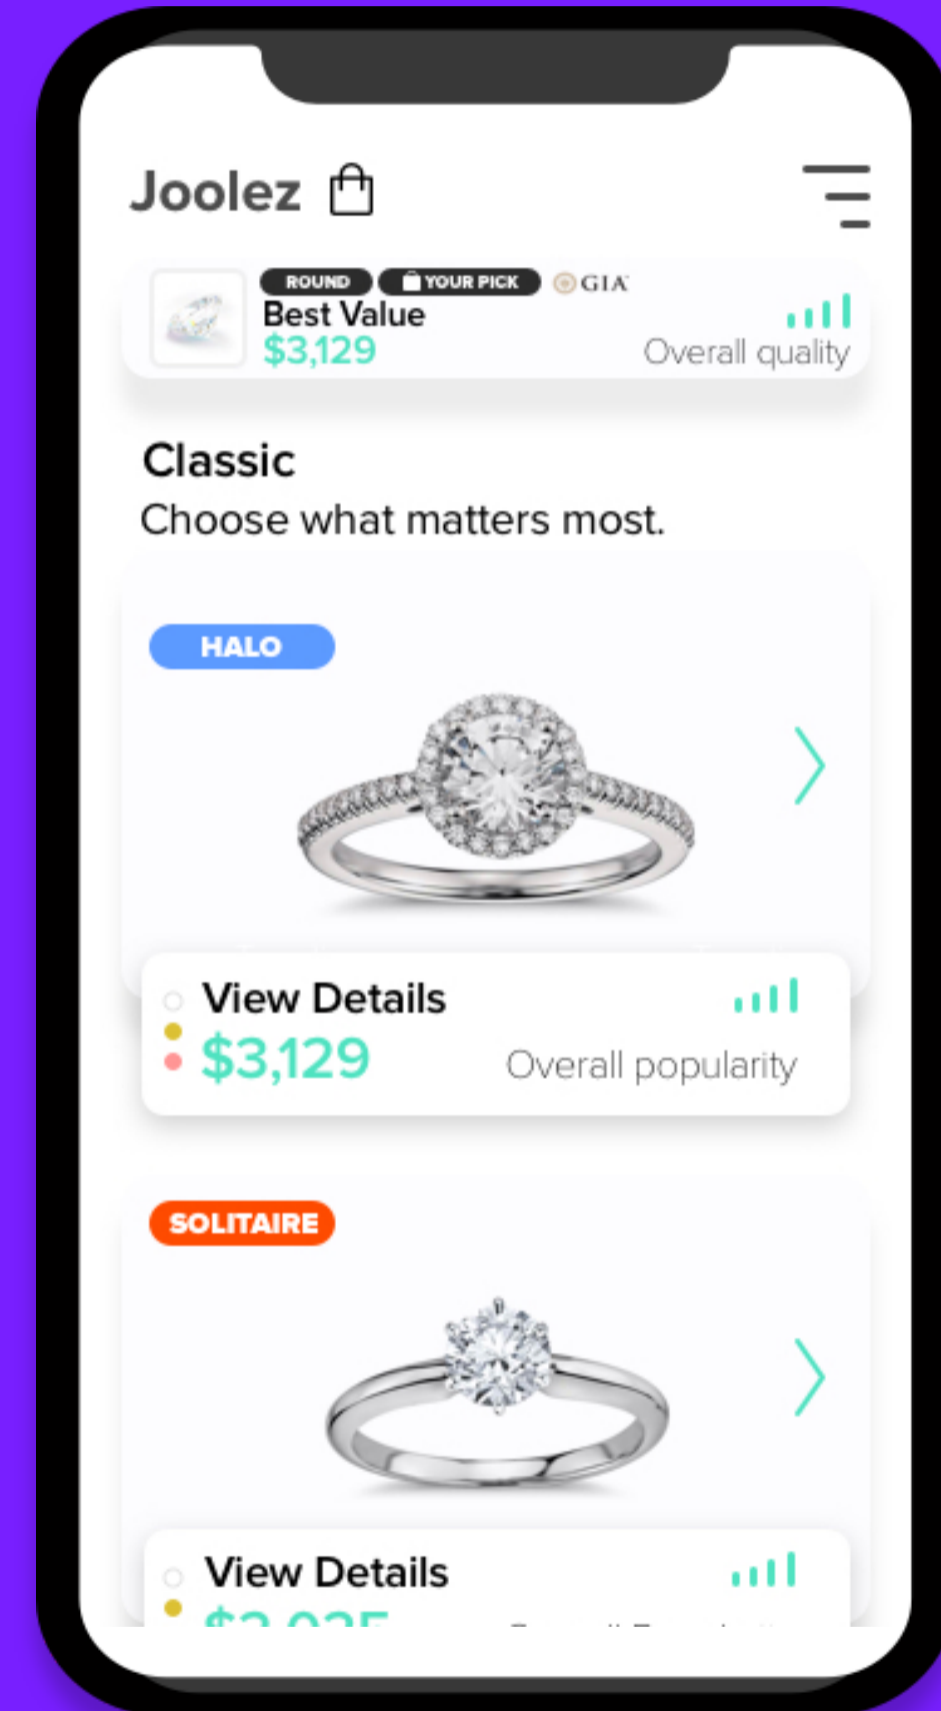 Joolez
ROUND YOUR PICK GIA
Best Value
$3,129
Overall quality
Classic
Choose what matters most.
HALO
View Details
$3,129
Overall popularity
SOLITAIRE
View Details